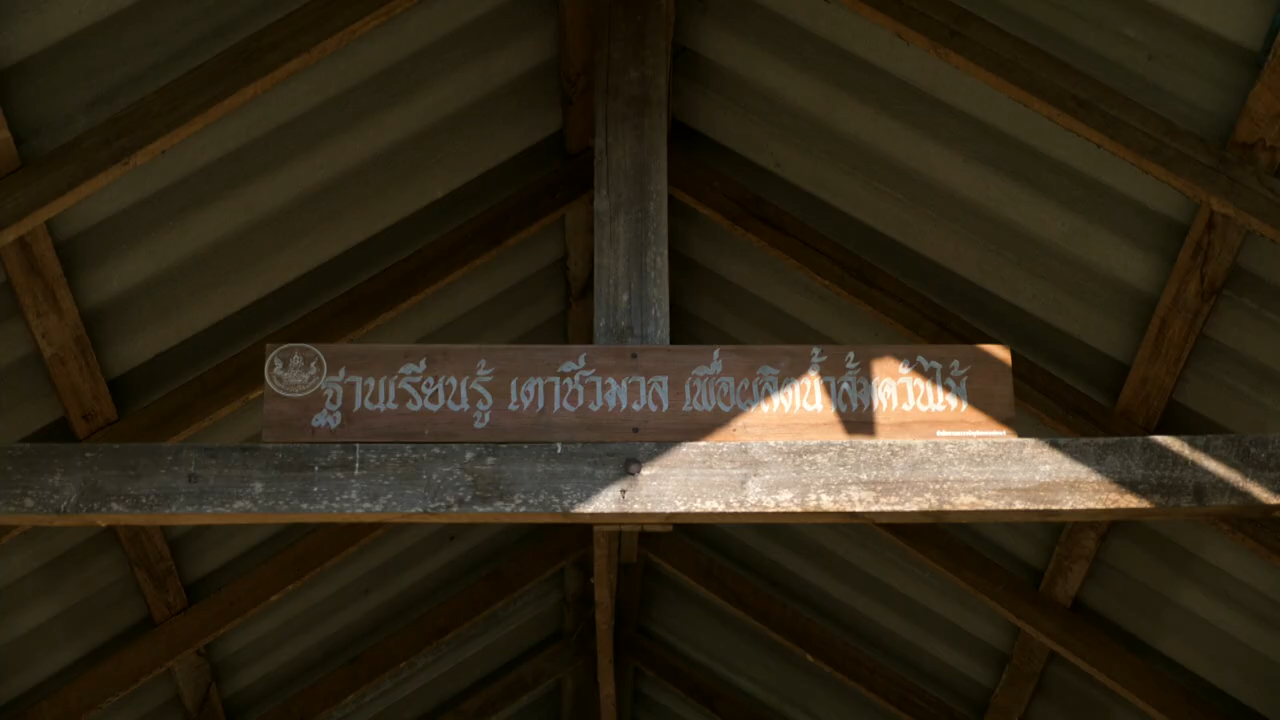 ฐานเรียนรู้ เตาชีวมวล เพื่อผลิตน้ำส้มควันไม้